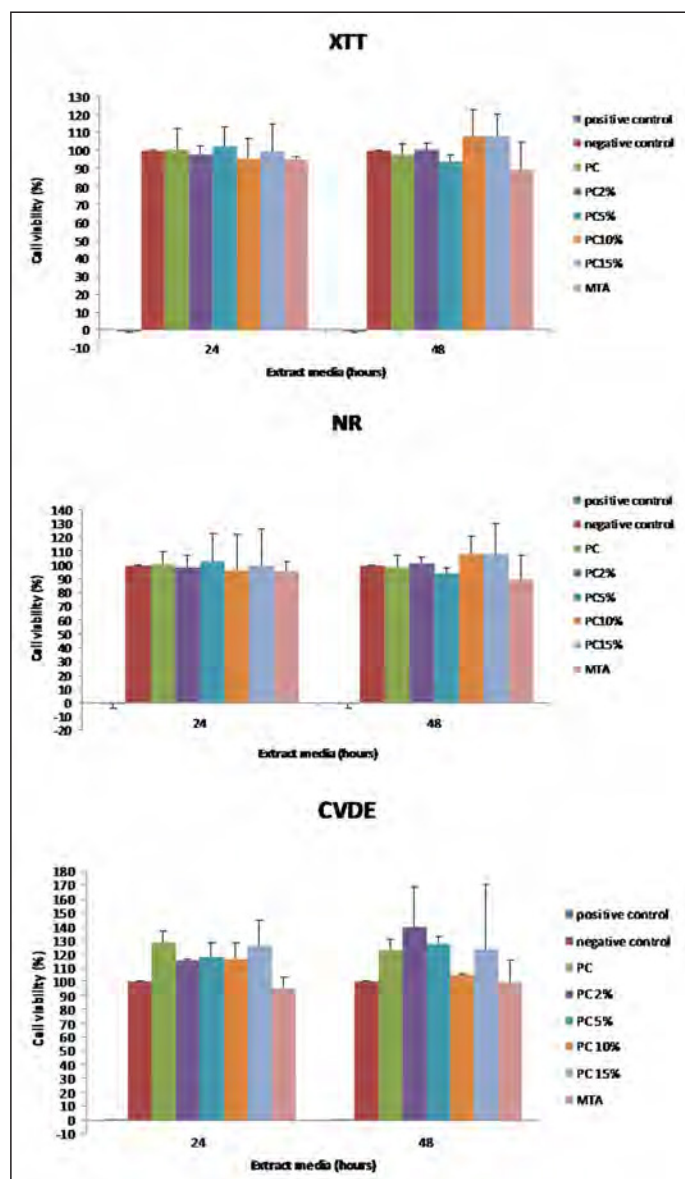 XTT
Cell viability (%)
130
120
110
100
90
80
70
60
50
40
30
20
10
0
-10
24
48
Extract media (hours)
positive control
negative control
PC
PC2%
PC5%
PC10%
PC15%
MTA
NR
Cell viability (%)
140
130
120
110
100
90
80
70
60
50
40
30
20
10
0
-10
-20
24
48
Extract media (hours)
positive control
negative control
PC
PC2%
PC5%
PC10%
PC15%
MTA
CVDE
Cell viability (%)
180
170
160
150
140
130
120
110
100
90
80
70
60
50
40
30
20
10
0
-10
24
48
Extract media (hours)
positive control
negative control
PC
PC 2%
PC 5%
PC 10%
PC 15%
MTA